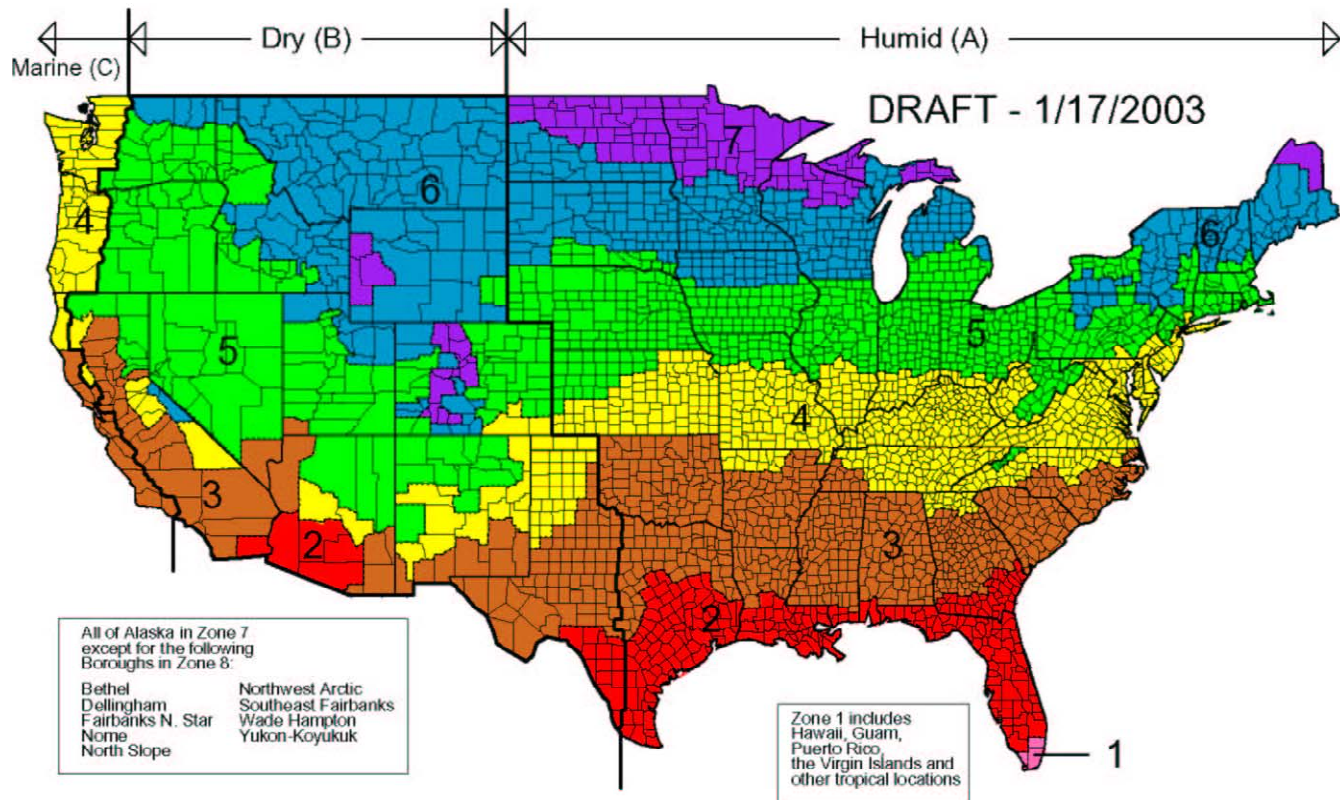 Dry (B)
Humid (A)
Marine (C)
DRAFT - 1/17/2003
7
6
4
6
5
5
4
3
3
2
2
All of Alaska in Zone 7
except for the following
Boroughs in Zone 8:
Bethel
Dellingham
Fairbanks N. Star
Nome
North Slope
Northwest Arctic
Southeast Fairbanks
Wade Hampton
Yukon-Koyukuk
Zone 1 includes
Hawaii, Guam,
Puerto Rico,
the Virgin Islands and
other tropical locations
1